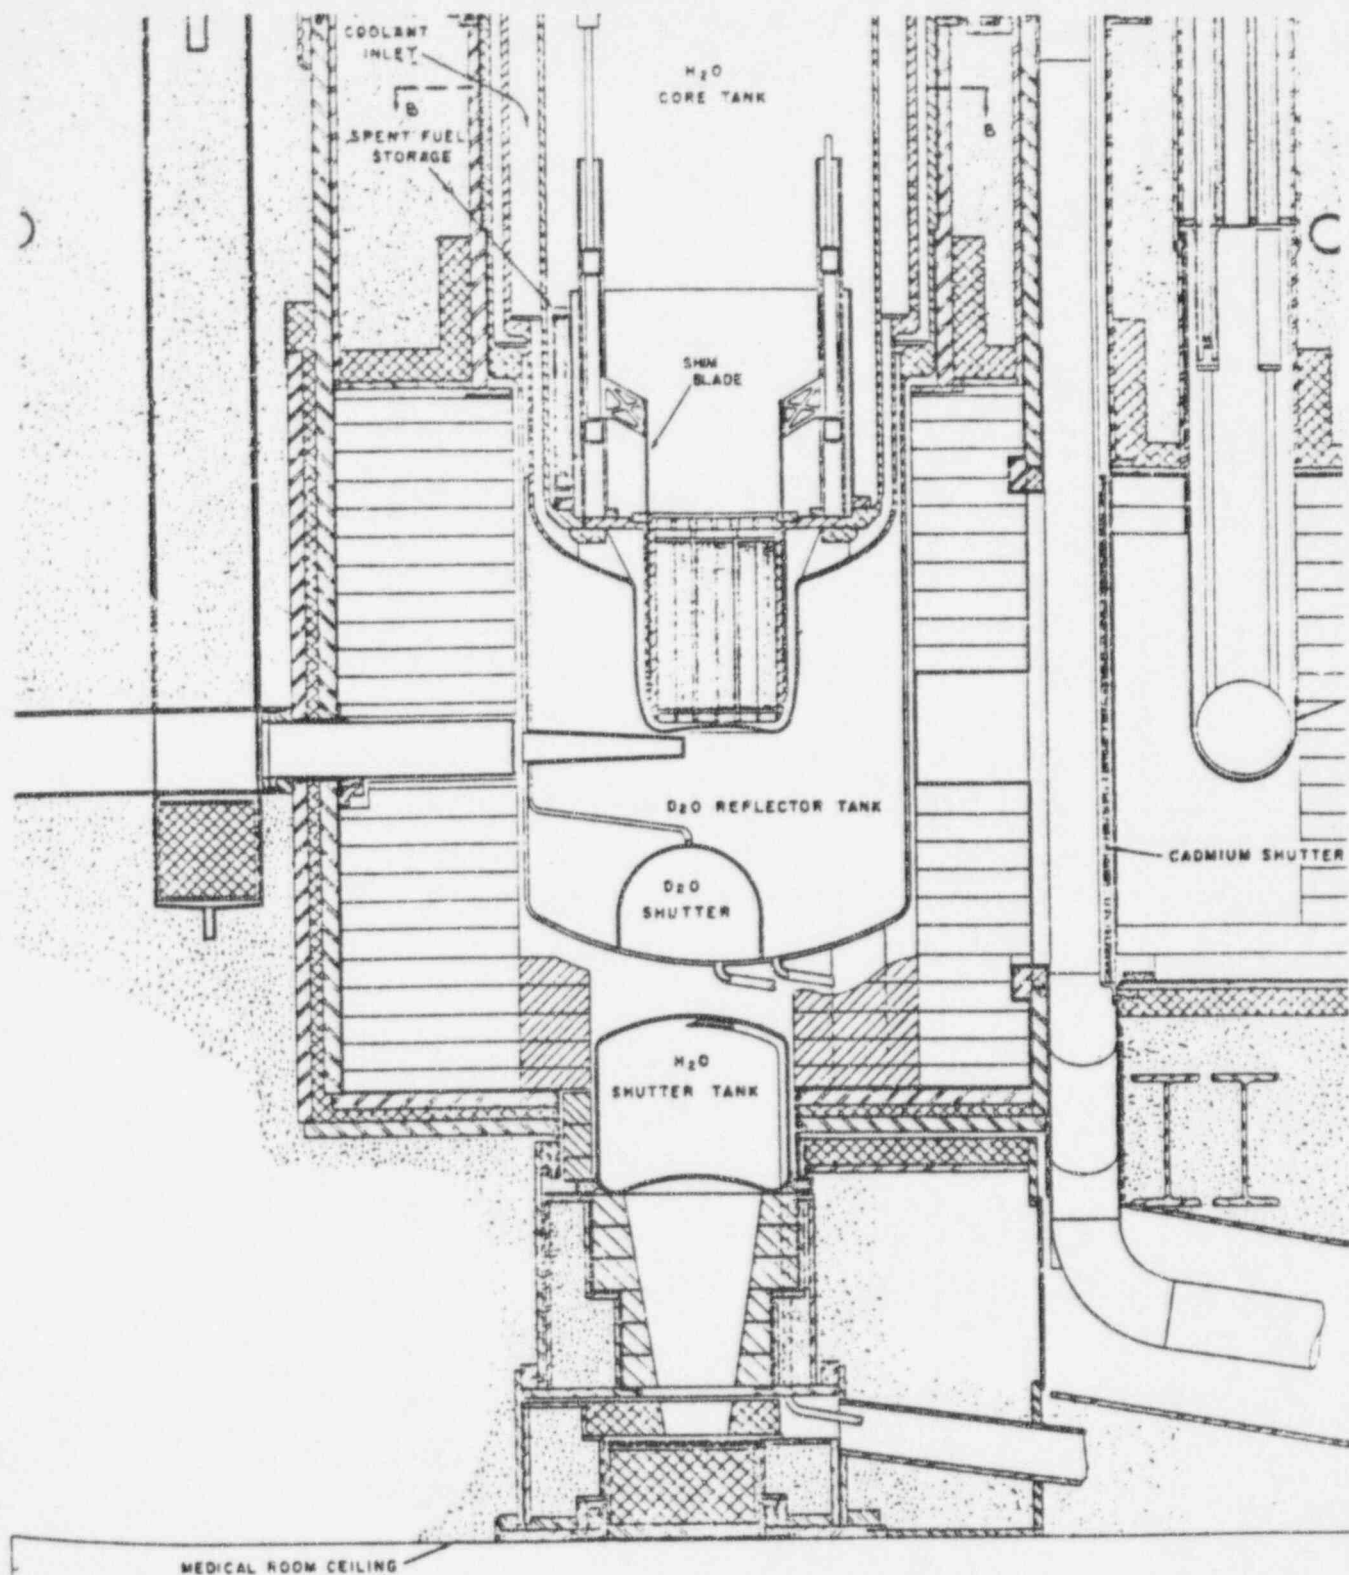 COOLANT
INLET
H2O
CORE TANK
B
B
SPENT FUEL
STORAGE
SHIM
BLADE
D2O REFLECTOR TANK
D2O
SHUTTER
CADMIUM SHUTTER
H2O
SHUTTER TANK
MEDICAL ROOM CEILING